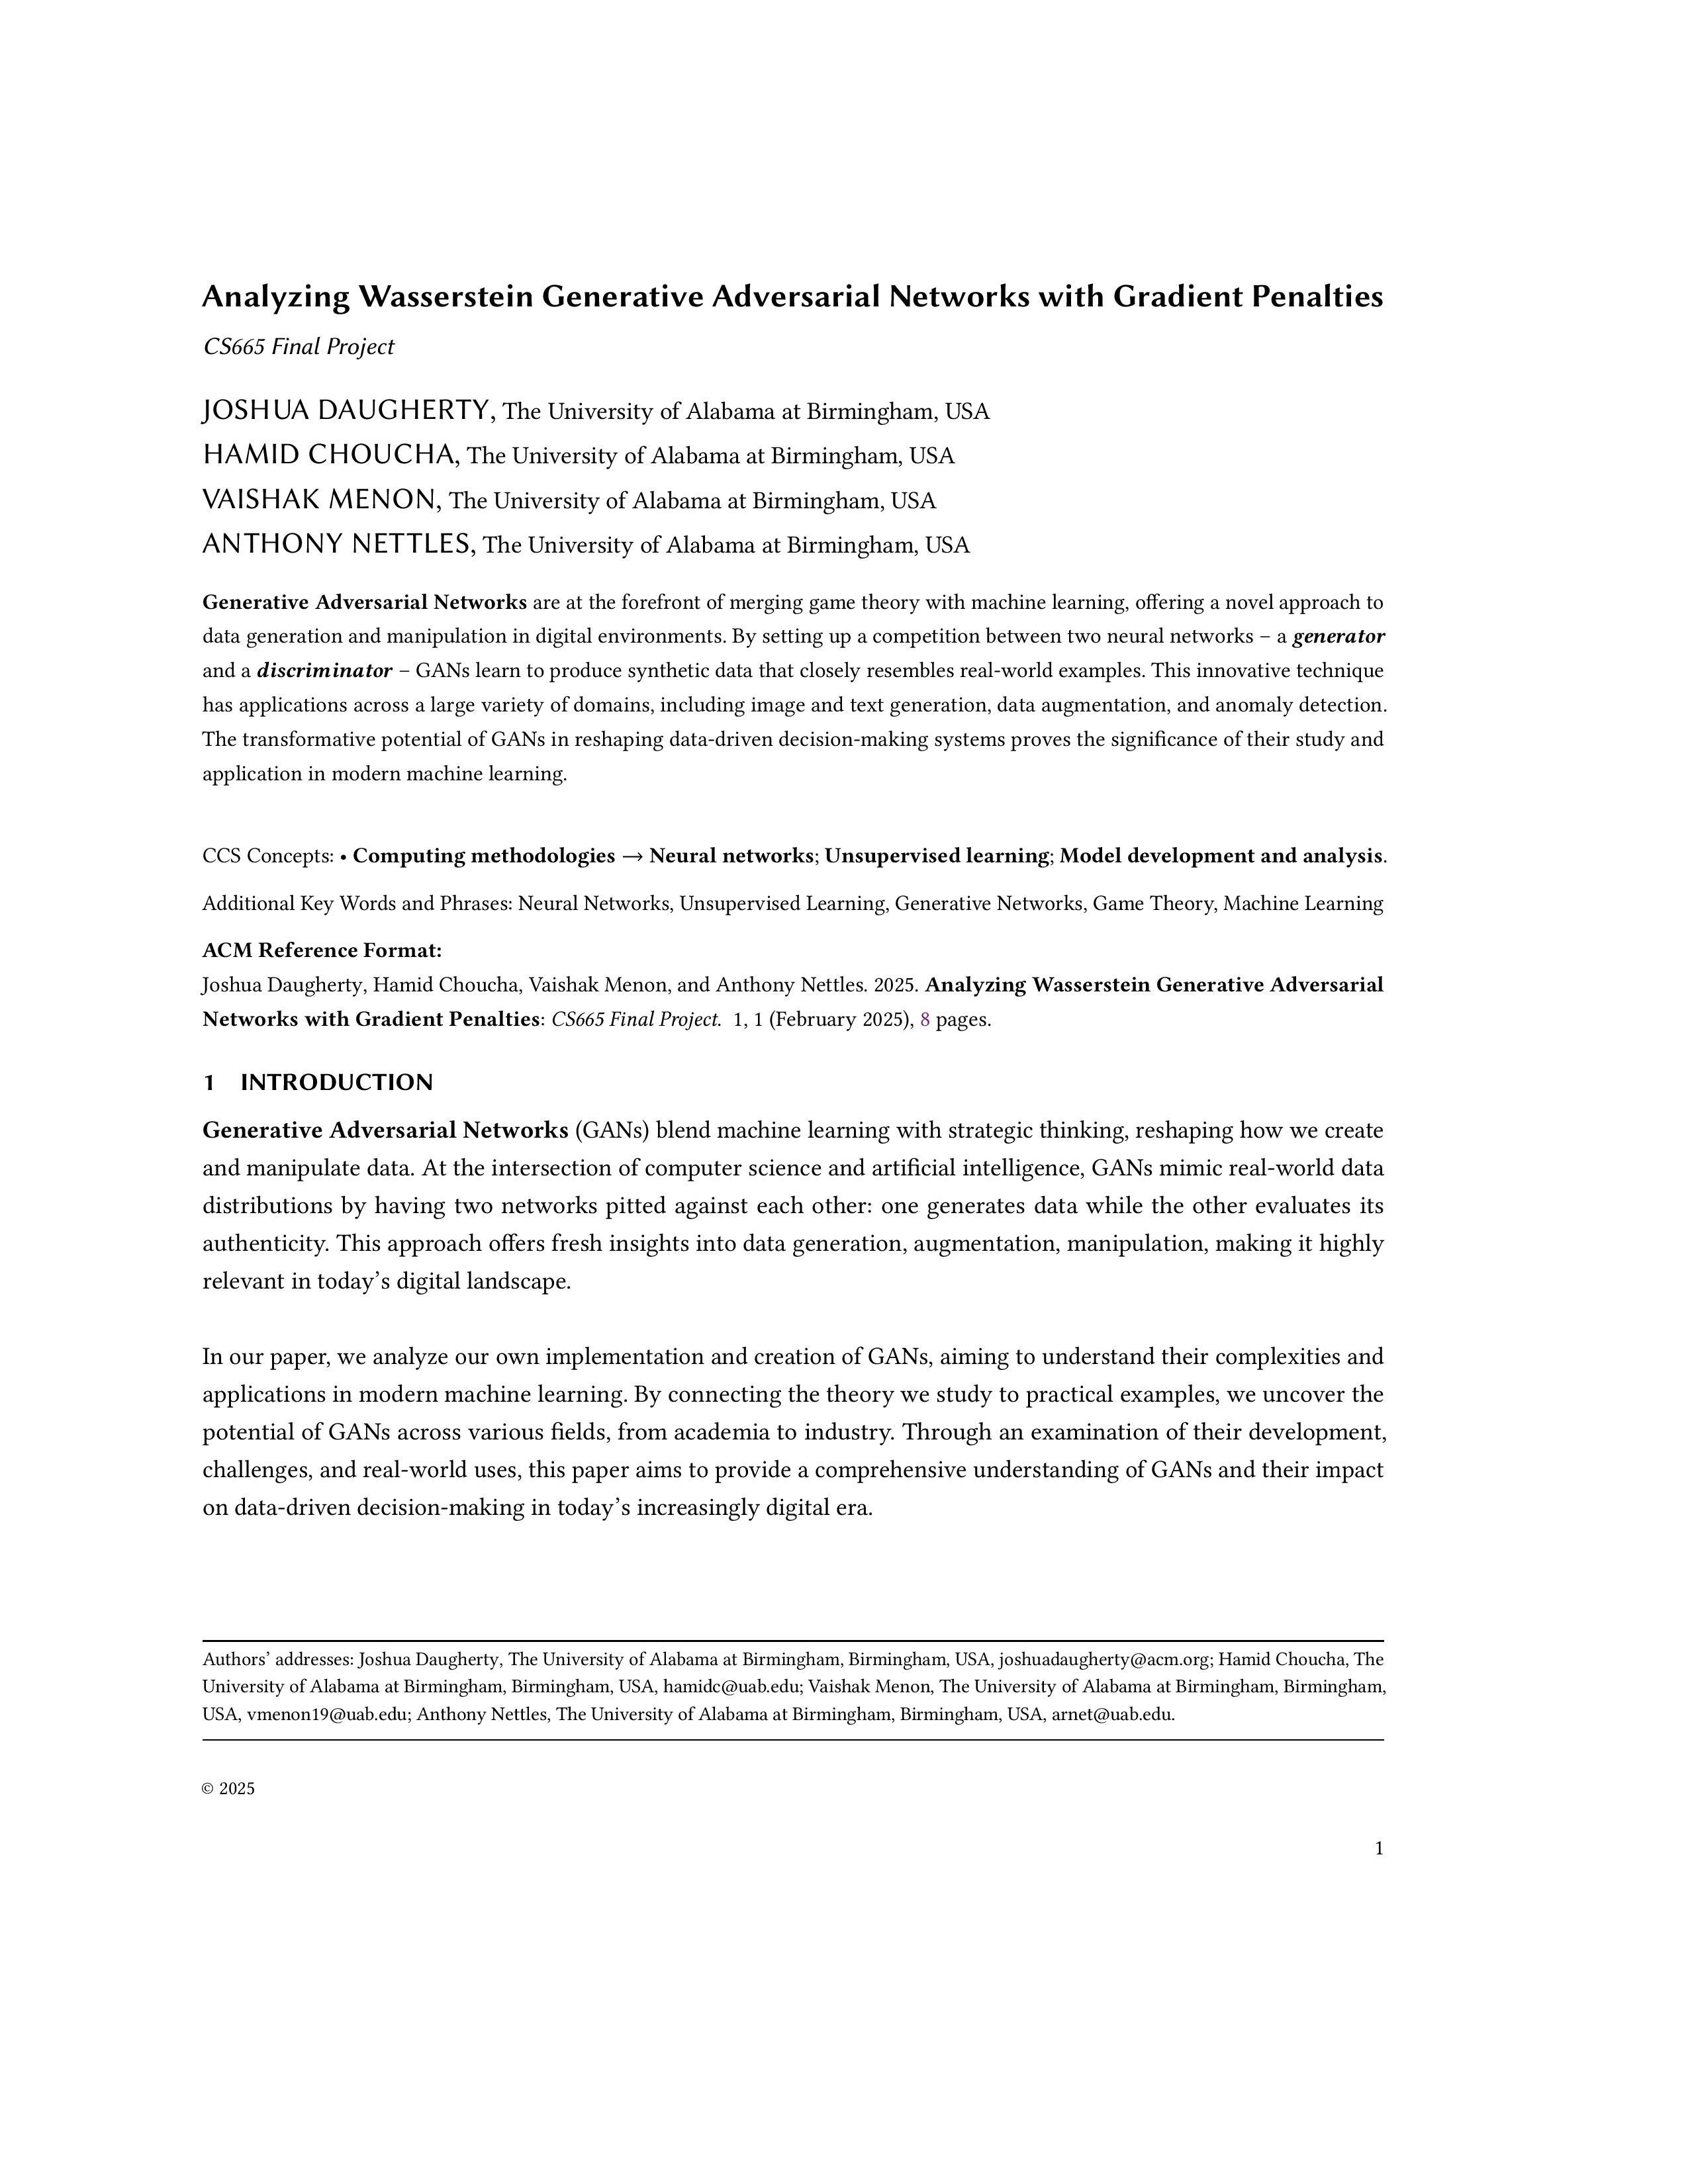 Analyzing Wasserstein Generative Adversarial Networks with Gradient Penalties
CS665 Final Project
JOSHUA DAUGHERTY, The University of Alabama at Birmingham, USA
HAMID CHOUCHA, The University of Alabama at Birmingham, USA
VAISHAK MENON, The University of Alabama at Birmingham, USA
ANTHONY NETTLES, The University of Alabama at Birmingham, USA
Generative Adversarial Networks are at the forefront of merging game theory with machine learning, offering a novel approach to
data generation and manipulation in digital environments. By setting up a competition between two neural networks – a generator
and a discriminator – GANs learn to produce synthetic data that closely resembles real-world examples. This innovative technique
has applications across a large variety of domains, including image and text generation, data augmentation, and anomaly detection.
The transformative potential of GANs in reshaping data-driven decision-making systems proves the significance of their study and
application in modern machine learning.
CCS Concepts: • Computing methodologies → Neural networks; Unsupervised learning; Model development and analysis.
Additional Key Words and Phrases: Neural Networks, Unsupervised Learning, Generative Networks, Game Theory, Machine Learning
ACM Reference Format:
Joshua Daugherty, Hamid Choucha, Vaishak Menon, and Anthony Nettles. 2025. Analyzing Wasserstein Generative Adversarial
Networks with Gradient Penalties: CS665 Final Project. 1, 1 (February 2025), 8 pages.
1 INTRODUCTION
Generative Adversarial Networks (GANs) blend machine learning with strategic thinking, reshaping how we create
and manipulate data. At the intersection of computer science and artificial intelligence, GANs mimic real-world data
distributions by having two networks pitted against each other: one generates data while the other evaluates its
authenticity. This approach offers fresh insights into data generation, augmentation, manipulation, making it highly
relevant in today’s digital landscape.
In our paper, we analyze our own implementation and creation of GANs, aiming to understand their complexities and
applications in modern machine learning. By connecting the theory we study to practical examples, we uncover the
potential of GANs across various fields, from academia to industry. Through an examination of their development,
challenges, and real-world uses, this paper aims to provide a comprehensive understanding of GANs and their impact
on data-driven decision-making in today’s increasingly digital era.
Authors’ addresses: Joshua Daugherty, The University of Alabama at Birmingham, Birmingham, USA, joshuadaugherty@acm.org; Hamid Choucha, The
University of Alabama at Birmingham, Birmingham, USA, hamidc@uab.edu; Vaishak Menon, The University of Alabama at Birmingham, Birmingham,
USA, vmenon19@uab.edu; Anthony Nettles, The University of Alabama at Birmingham, Birmingham, USA, arnet@uab.edu.
© 2025
1